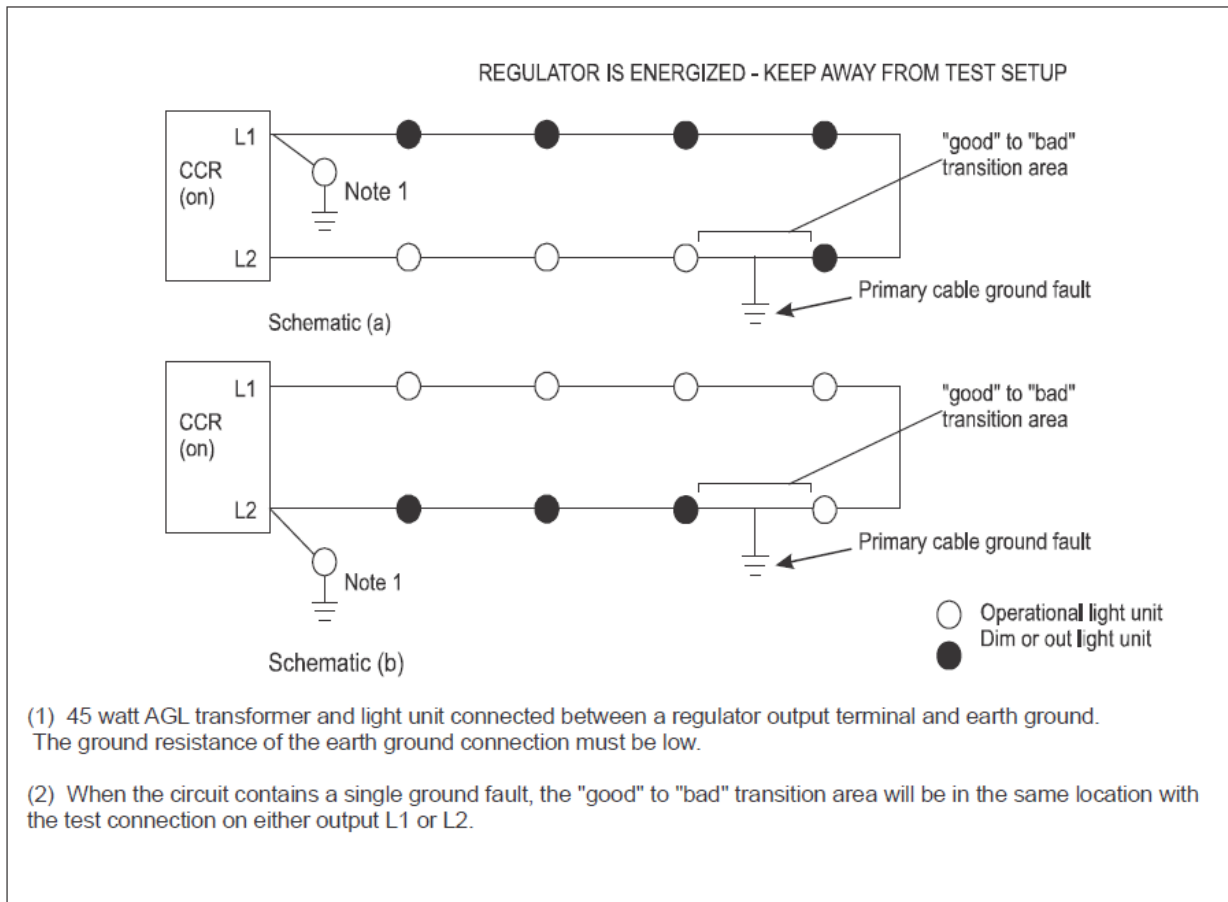 REGULATOR IS ENERGIZED - KEEP AWAY FROM TEST SETUP
L1
CCR
(on)
Note 1
L2
"good" to "bad"
transition area
Primary cable ground fault
Schematic (a)
L1
CCR
(on)
L2
Note 1
"good" to "bad"
transition area
Primary cable ground fault
Operational light unit
Dim or out light unit
Schematic (b)
(1) 45 watt AGL transformer and light unit connected between a regulator output terminal and earth ground.
The ground resistance of the earth ground connection must be low.
(2) When the circuit contains a single ground fault, the "good" to "bad" transition area will be in the same location with
the test connection on either output L1 or L2.